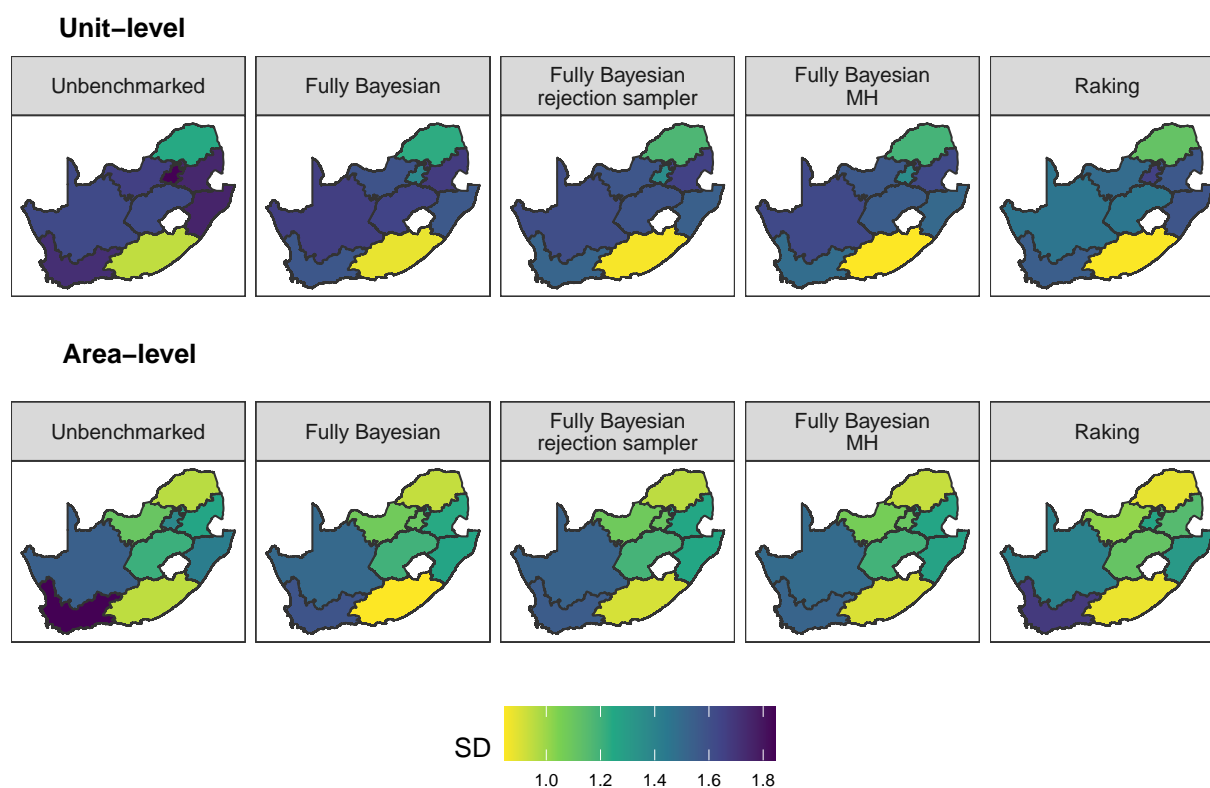 Unit−level
Unbenchmarked
Fully Bayesian
Fully Bayesian
rejection sampler
Fully Bayesian
MH
Raking
Area−level
Unbenchmarked
Fully Bayesian
Fully Bayesian
rejection sampler
Fully Bayesian
MH
Raking
SD
1.0 1.2 1.4 1.6 1.8